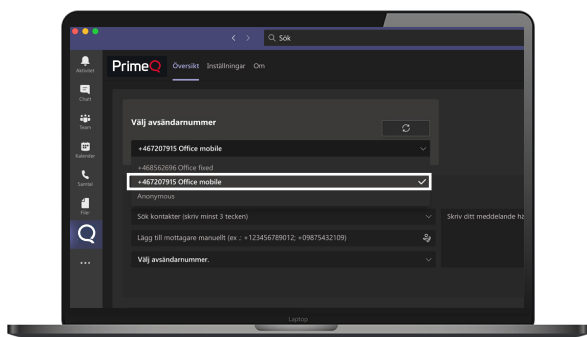 Sök
Aktivitet
PrimeQ
Översikt Inställningar Om
Chatt
Team
Kalender
Samtal
Filer
Välj avsändarnummer
+467207915 Office mobile
+468562696 Office fixed
+467207915 Office mobile
Anonymous
Sök kontakter (skriv minst 3 tecken)
Skriv ditt meddelande hä
Lägg till mottagare manuellt (ex .: +123456789012; +09875432109)
Välj avsändarnummer.
Laptop